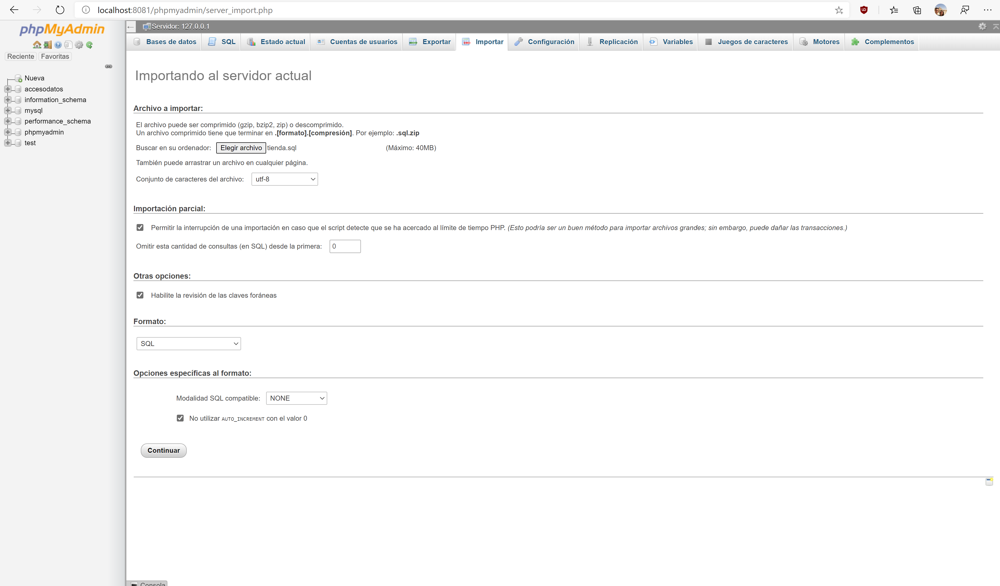 localhost:8081/phpmyadmin/server_import.php
phpMyAdmin
Reciente Favoritas
Nueva
accesodatos
information_schema
mysql
performance_schema
phpmyadmin
test
Servidor: 127.0.0.1
Bases de datos SQL Estado actual Cuentas de usuarios Exportar Importar Configuración Replicación Variables Juegos de caracteres Motores Complementos
Importando al servidor actual
Archivo a importar:
El archivo puede ser comprimido (gzip, bzip2, zip) o descomprimido.
Un archivo comprimido tiene que terminar en .[formato].[compresión]. Por ejemplo: .sql.zip
Buscar en su ordenador: Elegir archivo tienda.sql (Máximo: 40MB)
También puede arrastrar un archivo en cualquier página.
Conjunto de caracteres del archivo: utf-8
Importación parcial:
Permitir la interrupción de una importación en caso que el script detecte que se ha acercado al límite de tiempo PHP. (Esto podría ser un buen método para importar archivos grandes; sin embargo, puede dañar las transacciones.)
Omitir esta cantidad de consultas (en SQL) desde la primera: 0
Otras opciones:
Habilite la revisión de las claves foráneas
Formato:
SQL
Opciones específicas al formato:
Modalidad SQL compatible: NONE
No utilizar AUTO_INCREMENT con el valor 0
Continuar
Consola